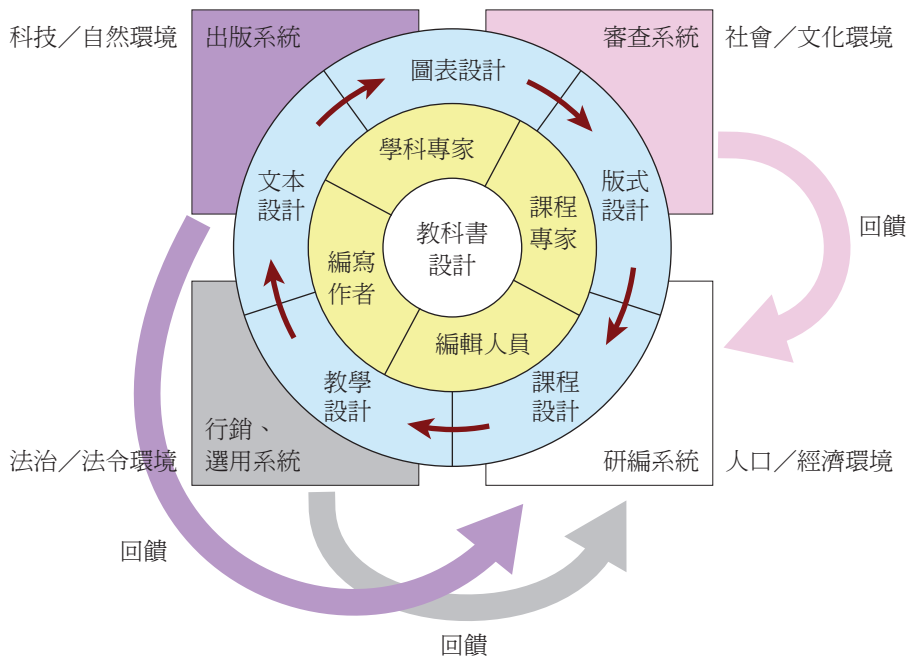 科技／自然環境
出版系統
審查系統
社會／文化環境
圖表設計
學科專家
文本
設計
版式
設計
課程
專家
教科書
設計
回饋
編寫
作者
編輯人員
教學
設計
課程
設計
行銷、
選用系統
法治／法令環境
研編系統
人口／經濟環境
回饋
回饋